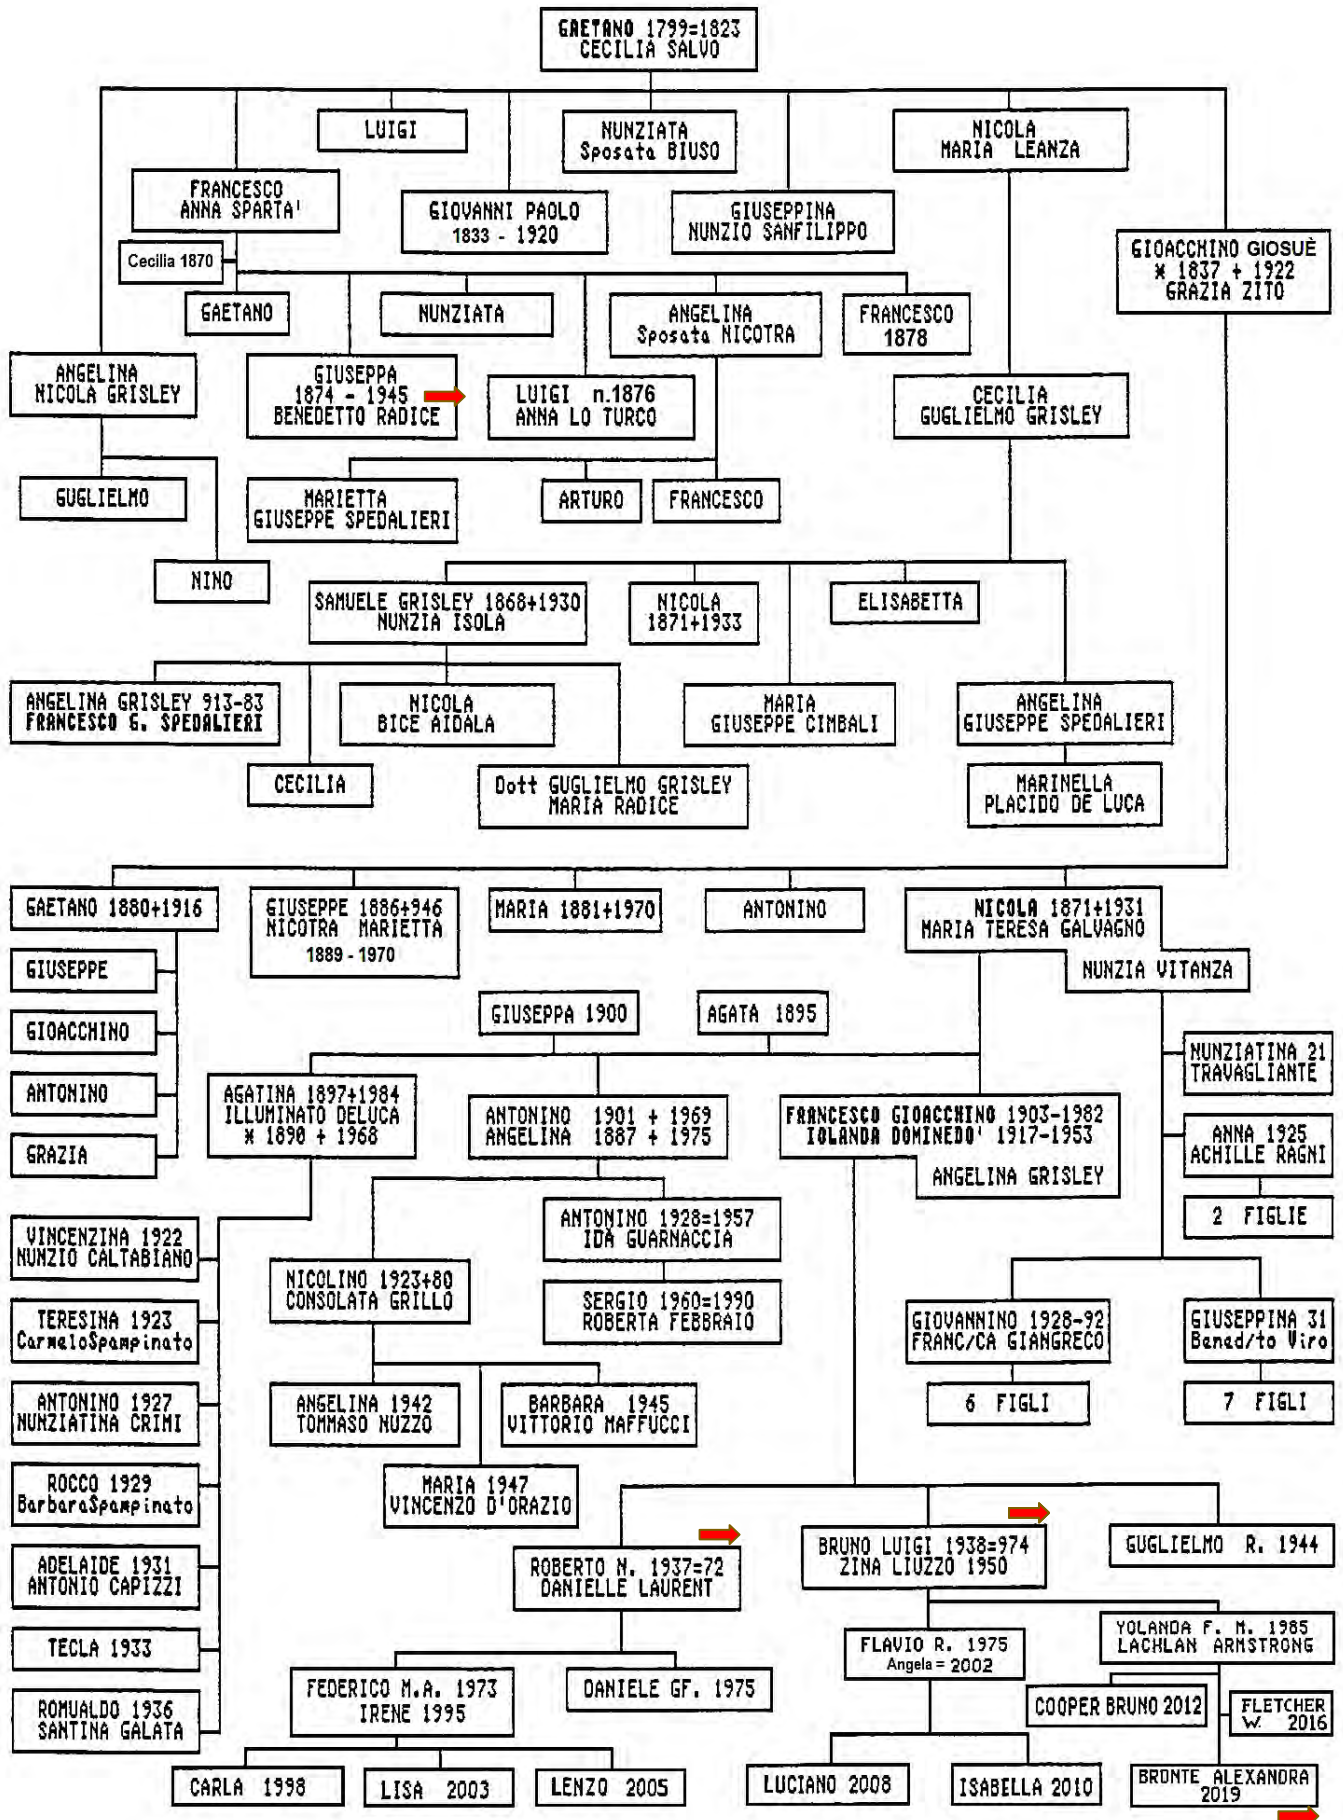 GAETANO 1799=1823
CECILIA SALVO
LUIGI
NUNZIATA
Sposata BIUSO
NICOLA
MARIA LEANZA
FRANCESCO
ANNA SPARTA'
GIOVANNI PAOLO
1833 - 1920
GIUSEPPINA
NUNZIO SANFILIPPO
GIOACCHINO GIOSUÈ
* 1837 + 1922
GRAZIA ZITO
Cecilia 1870
GAETANO
NUNZIATA
ANGELINA
Sposata NICOTRA
FRANCESCO
1878
ANGELINA
NICOLA GRISLEY
GIUSEPPA
1874 - 1945
BENEDETTO RADICE
LUIGI n.1876
ANNA LO TURCO
CECILIA
GUGLIELMO GRISLEY
GUGLIELMO
MARIETTA
GIUSEPPE SPEDALIERI
ARTURO
FRANCESCO
NINO
SAMUELE GRISLEY 1868+1930
NUNZIA ISOLA
NICOLA
1871+1933
ELISABETTA
ANGELINA GRISLEY 913-83
FRANCESCO G. SPEDALIERI
NICOLA
BICE AIDALA
MARIA
GIUSEPPE CIMBALI
ANGELINA
GIUSEPPE SPEDALIERI
CECILIA
Dott GUGLIELMO GRISLEY
MARIA RADICE
MARINELLA
PLACIDO DE LUCA
GAETANO 1880+1916
GIUSEPPE 1886+946
NICOTRA MARIETTA
1889 - 1970
MARIA 1881+1970
ANTONINO
NICOLA 1871+1931
MARIA TERESA GALVAGNO
NUNZIA VITANZA
GIUSEPPE
GIOACCHINO
ANTONINO
GRAZIA
GIUSEPPA 1900
AGATA 1895
NUNZIATINA 21
TRAVAGLIANTE
AGATINA 1897+1984
ILLUMINATO DELUCA
* 1890 + 1968
ANTONINO 1901 + 1969
ANGELINA 1887 + 1975
FRANCESCO GIOACCHINO 1903-1982
IOLANDA DOMINEDO' 1917-1953
ANGELINA GRISLEY
ANNA 1925
ACHILLE RAGNI
2 FIGLIE
VINCENZINA 1922
NUNZIO CALTABIANO
ANTONINO 1928=1957
IDA GUARNACCIA
NICOLINO 1923+80
CONSOLATA GRILLO
SERGIO 1960=1990
ROBERTA FEBBRAIO
GIOVANNINO 1928-92
FRANC/CA GIANGRECO
GIUSEPPINA 31
Bened/to Viro
TERESINA 1923
CarmeloSpampinato
ANTONINO 1927
NUNZIATINA CRIMI
ANGELINA 1942
TOMMASO NUZZO
BARBARA 1945
VITTORIO MAFFUCCI
6 FIGLI
7 FIGLI
ROCCO 1929
BarbaraSpampinato
MARIA 1947
VINCENZO D'ORAZIO
ADELAIDE 1931
ANTONIO CAPIZZI
ROBERTO N. 1937=72
DANIELLE LAURENT
BRUNO LUIGI 1938=974
ZINA LIUZZO 1950
GUGLIELMO R. 1944
TECLA 1933
FLAVIO R. 1975
Angela = 2002
YOLANDA F. M. 1985
LACHLAN ARMSTRONG
ROMUALDO 1936
SANTINA GALATA
FEDERICO M.A. 1973
IRENE 1995
DANIELE GF. 1975
COOPER BRUNO 2012
FLETCHER
W. 2016
CARLA 1998
LISA 2003
LENZO 2005
LUCIANO 2008
ISABELLA 2010
BRONTE ALEXANDRA
2019